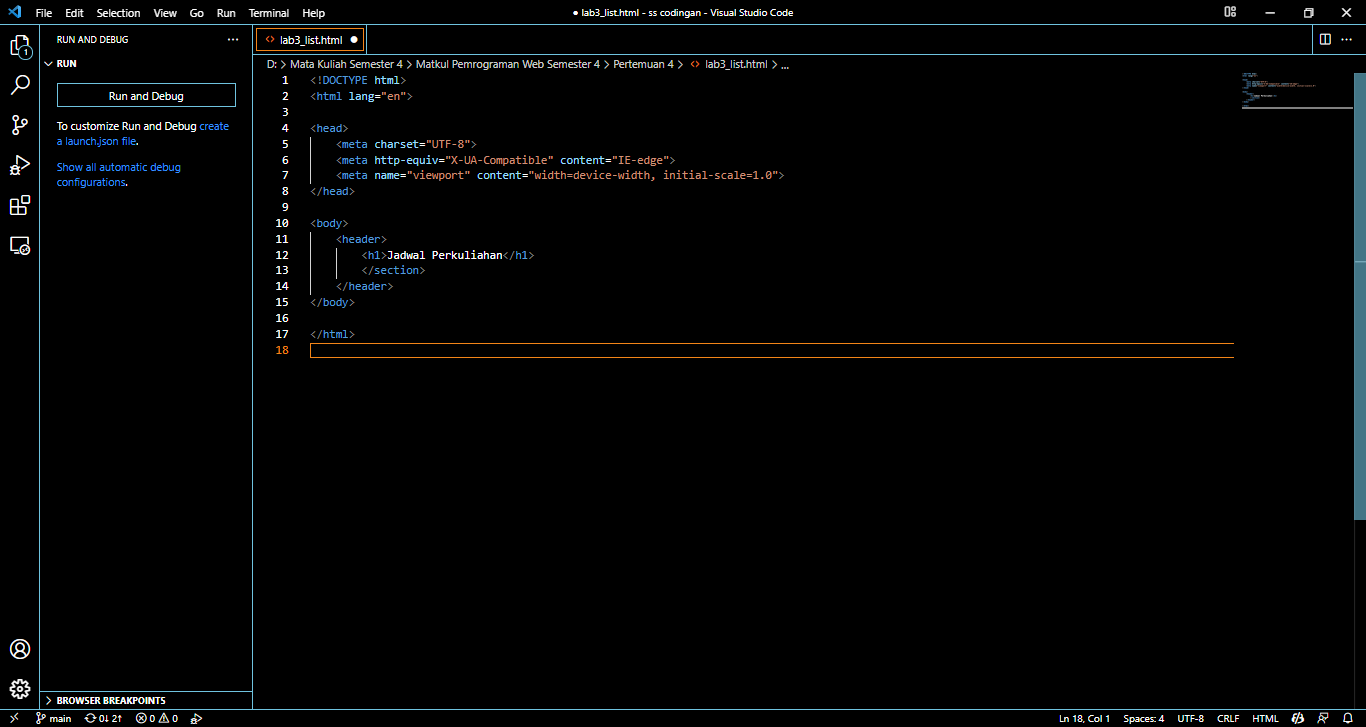 File Edit Selection View Go Run Terminal Help
● lab3_list.html - ss codingan - Visual Studio Code
1
RUN AND DEBUG
RUN
Run and Debug
To customize Run and Debug create
a launch.json file.
Show all automatic debug
configurations.
BROWSER BREAKPOINTS
lab3_list.html ●
D: > Mata Kuliah Semester 4 > Matkul Pemrograman Web Semester 4 > Pertemuan 4 > <> lab3_list.html > ...
1 <!DOCTYPE html>
2 <html lang="en">
3
4 <head>
5 <meta charset="UTF-8">
6 <meta http-equiv="X-UA-Compatible" content="IE-edge">
7 <meta name="viewport" content="width=device-width, initial-scale=1.0">
8 </head>
9
10 <body>
11 <header>
12 <h1>Jadwal Perkuliahan</h1>
13 </section>
14 </header>
15 </body>
16
17 </html>
18
main 0↓ 2↑ 0 0
Ln 18, Col 1 Spaces: 4 UTF-8 CRLF HTML